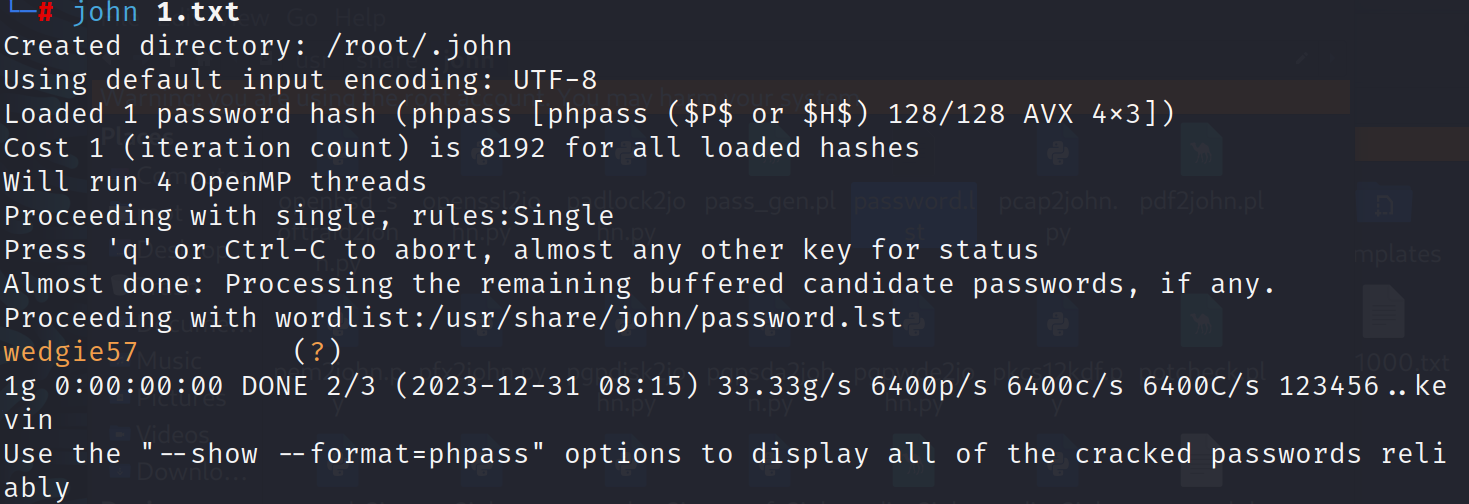 └─# john 1.txt
Created directory: /root/.john
Using default input encoding: UTF-8
Loaded 1 password hash (phpass [phpass ($P$ or $H$) 128/128 AVX 4×3])
Cost 1 (iteration count) is 8192 for all loaded hashes
Will run 4 OpenMP threads
Proceeding with single, rules:Single
Press 'q' or Ctrl-C to abort, almost any other key for status
Almost done: Processing the remaining buffered candidate passwords, if any.
Proceeding with wordlist:/usr/share/john/password.lst
wedgie57         (?)
1g 0:00:00:00 DONE 2/3 (2023-12-31 08:15) 33.33g/s 6400p/s 6400c/s 6400C/s 123456..ke
vin
Use the "--show --format=phpass" options to display all of the cracked passwords reli
ably